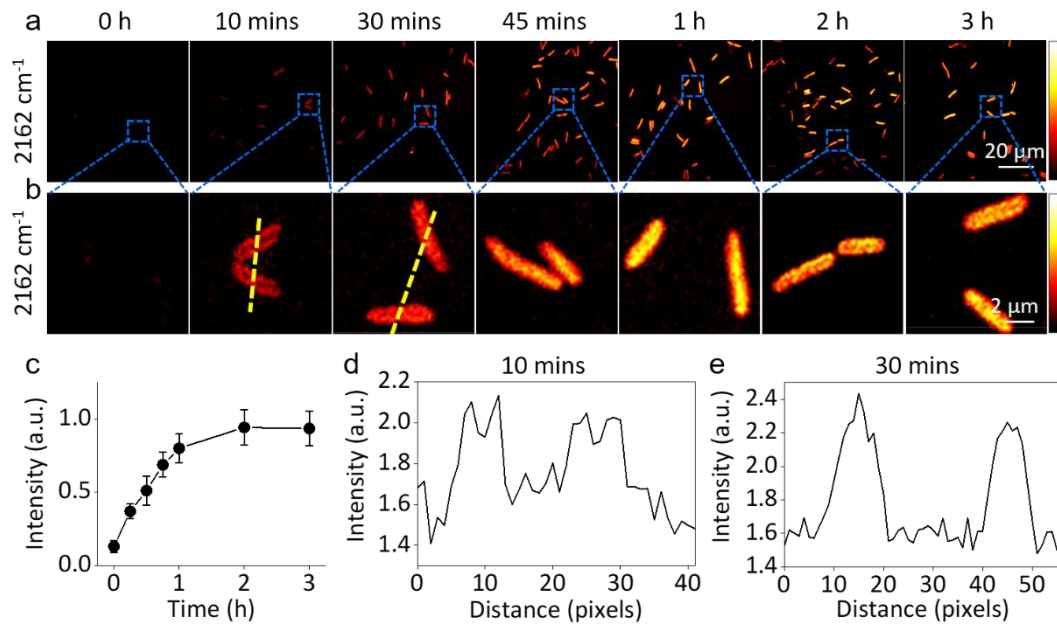 a 0 h 10 mins 30 mins 45 mins 1 h 2 h 3 h
2162 cm⁻¹
20 µm
b
2162 cm⁻¹
2 µm
c
Intensity (a.u.)
1.0
0.5
0.0
0 1 2 3
Time (h)
d 10 mins
Intensity (a.u.)
2.2
2.0
1.8
1.6
1.4
0 10 20 30 40
Distance (pixels)
e 30 mins
Intensity (a.u.)
2.4
2.2
2.0
1.8
1.6
1.4
0 10 20 30 40 50
Distance (pixels)